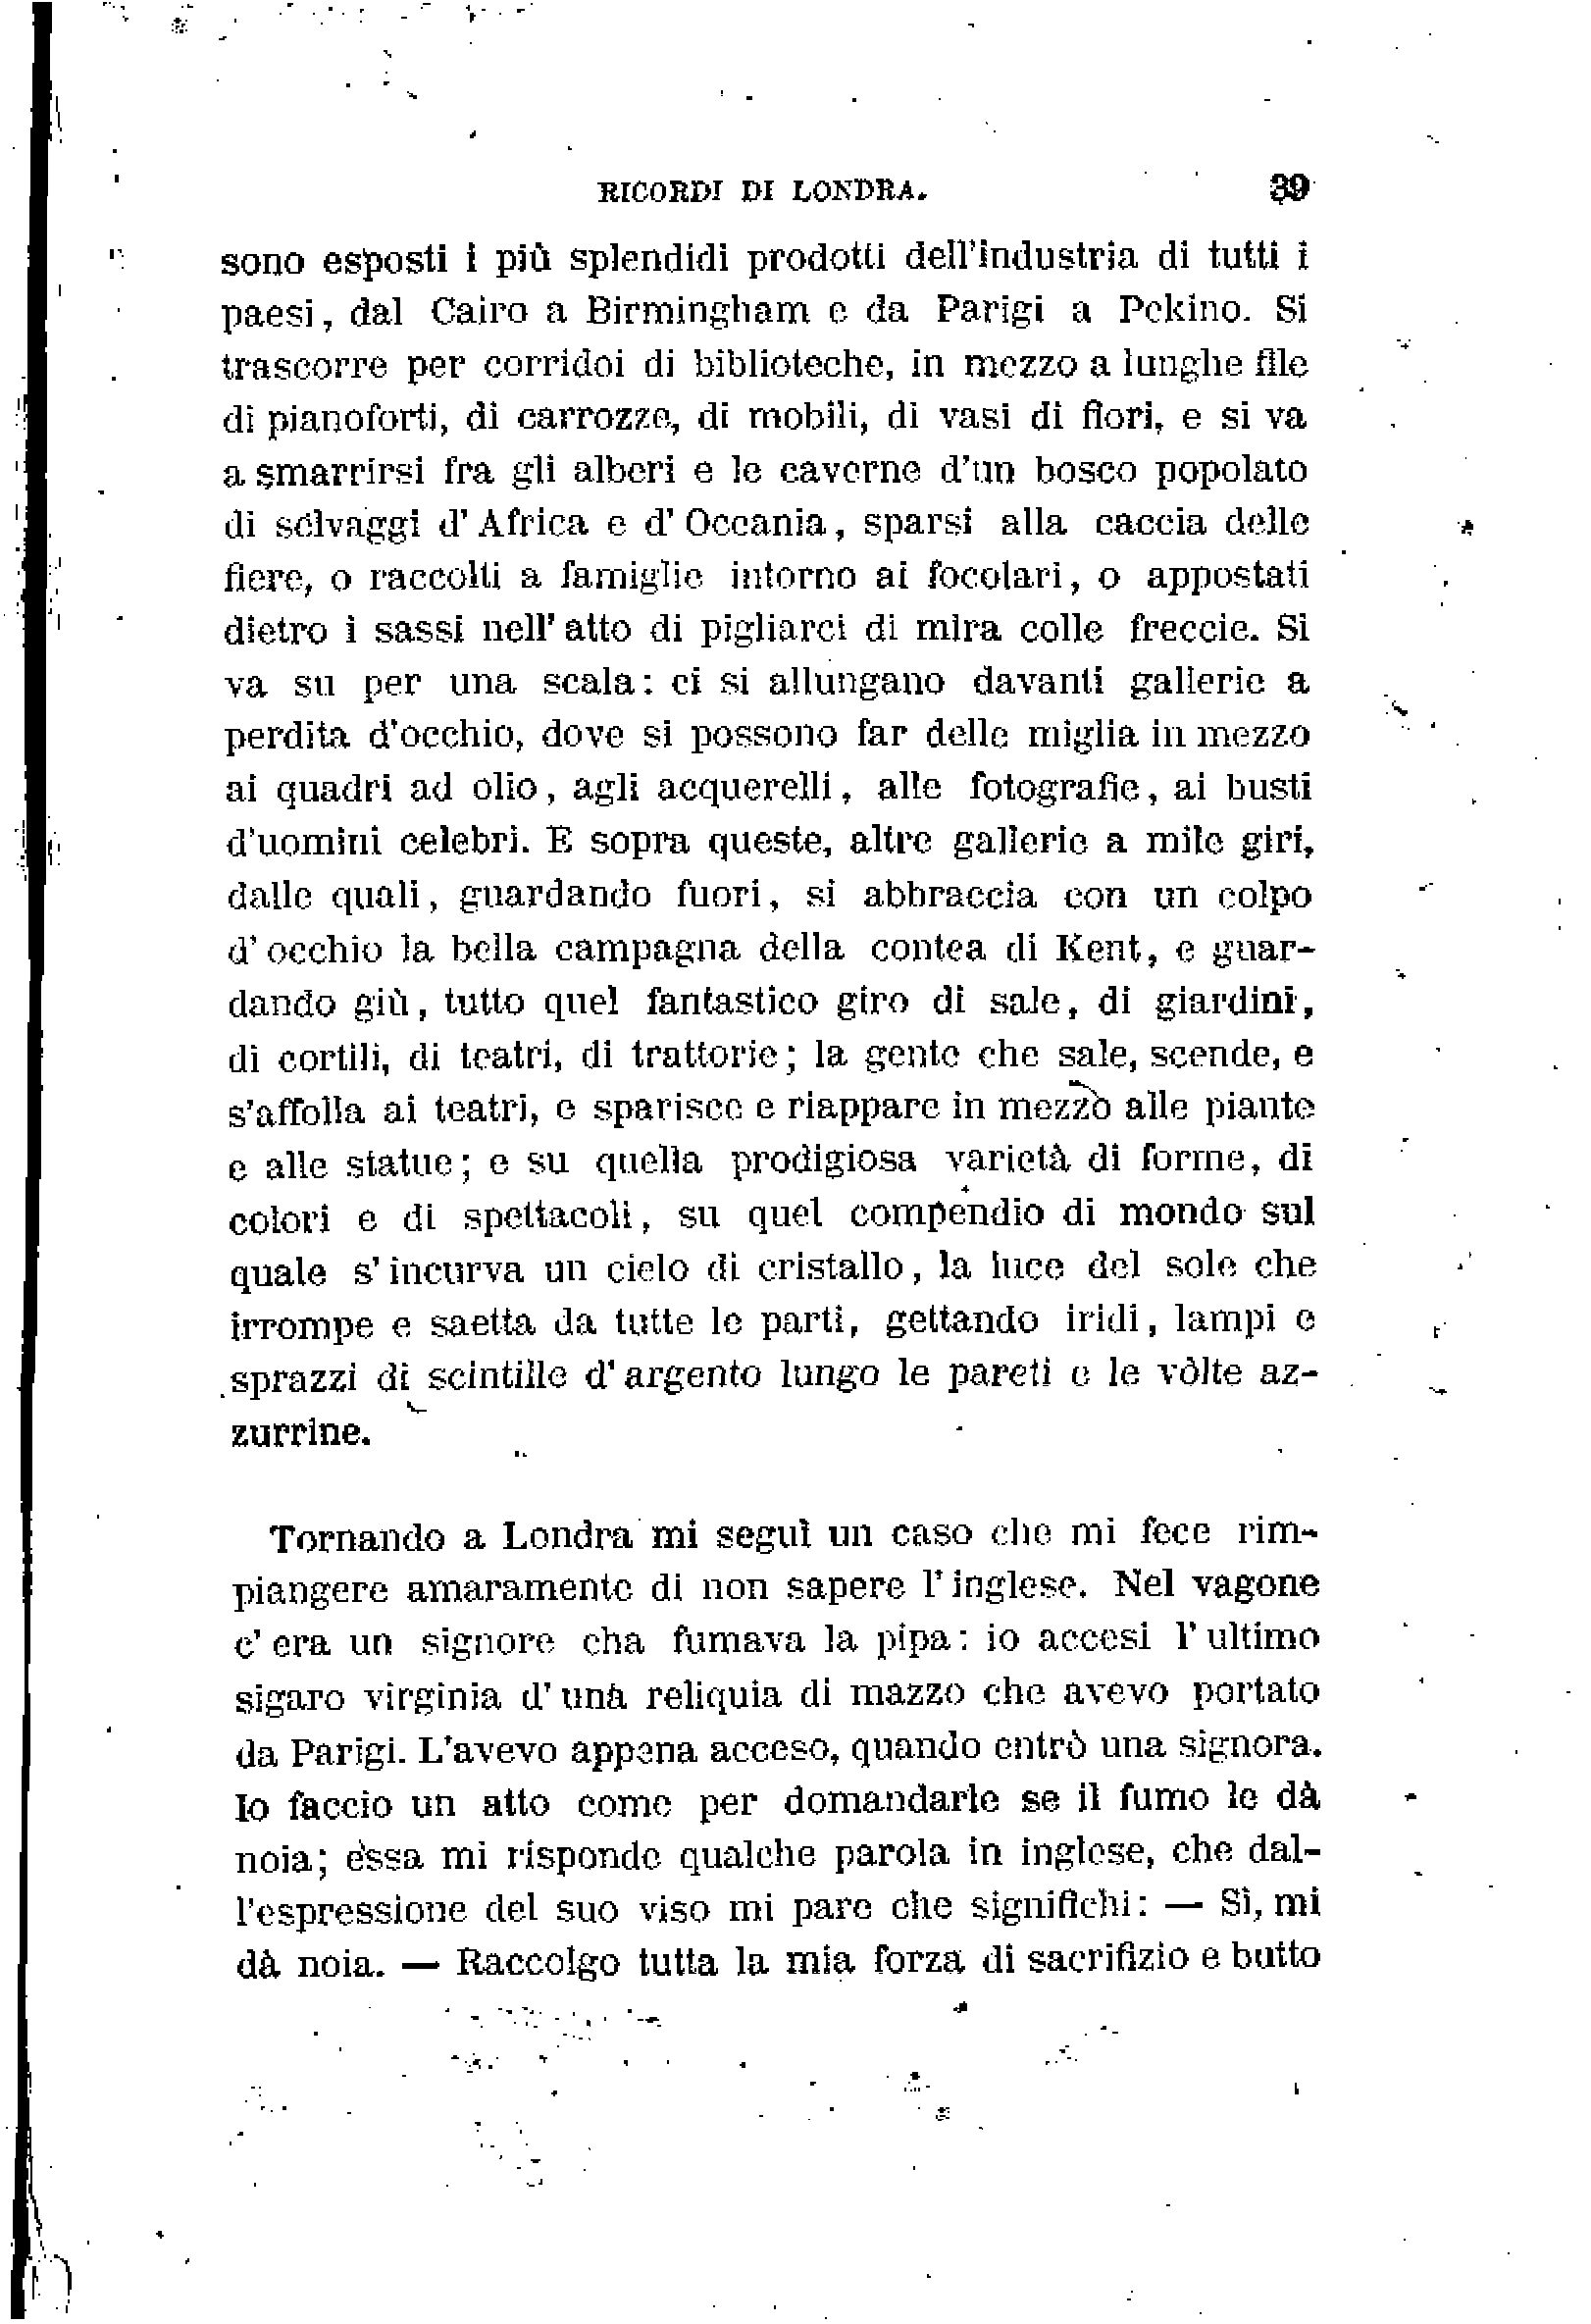 RICORDI DI LONDRA. 39
sono esposti i più splendidi prodotti dell'industria di tutti i
paesi, dal Cairo a Birmingham e da Parigi a Pekino. Si
trascorre per corridoi di biblioteche, in mezzo a lunghe file
di pianoforti, di carrozze, di mobili, di vasi di fiori, e si va
a smarrirsi fra gli alberi e le caverne d'un bosco popolato
di selvaggi d'Africa e d'Oceania, sparsi alla caccia delle
fiere, o raccolti a famiglie intorno ai focolari, o appostati
dietro i sassi nell'atto di pigliarci di mira colle freccie. Si
va su per una scala: ci si allungano davanti gallerie a
perdita d'occhio, dove si possono far delle miglia in mezzo
ai quadri ad olio, agli acquerelli, alle fotografie, ai busti
d'uomini celebri. E sopra queste, altre gallerie a mile giri,
dalle quali, guardando fuori, si abbraccia con un colpo
d'occhio la bella campagna della contea di Kent, e guar-
dando giù, tutto quel fantastico giro di sale, di giardini,
di cortili, di teatri, di trattorie; la gente che sale, scende, e
s'affolla ai teatri, e sparisce e riappare in mezzo alle piante
e alle statue; e su quella prodigiosa varietà di forme, di
colori e di spettacoli, su quel compendio di mondo sul
quale s'incurva un cielo di cristallo, la luce del sole che
irrompe e saetta da tutte le parti, gettando iridi, lampi e
sprazzi di scintille d'argento lungo le pareti e le vòlte az-
zurrine.
Tornando a Londra mi seguì un caso che mi fece rim-
piangere amaramente di non sapere l'inglese. Nel vagone
c'era un signore cha fumava la pipa: io accesi l'ultimo
sigaro virginia d'una reliquia di mazzo che avevo portato
da Parigi. L'avevo appena acceso, quando entrò una signora.
Io faccio un atto come per domandarle se il fumo le dà
noia; essa mi risponde qualche parola in inglese, che dal-
l'espressione del suo viso mi pare che significhi: — Sì, mi
dà noia. — Raccolgo tutta la mia forza di sacrifizio e butto